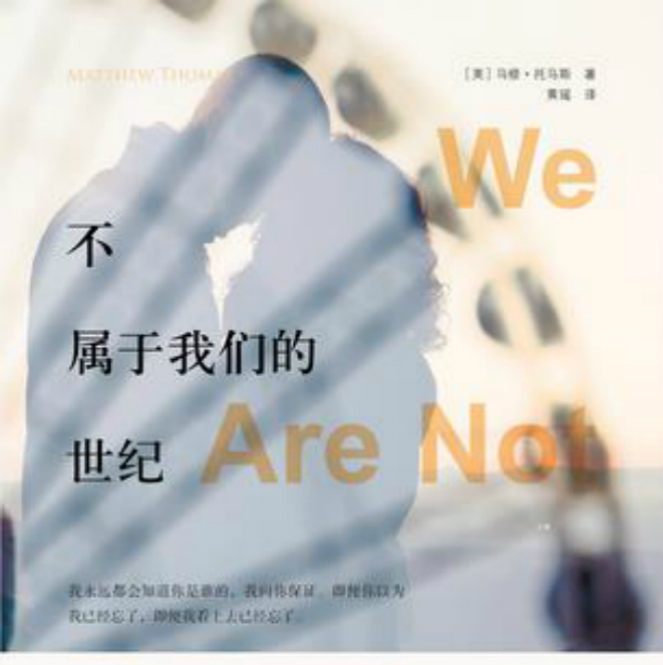 MATTHEW THOMAS
[美]马修·托马斯 著
黄瑶 译
We
不
属于我们的
世纪
Are Not
我永远都会知道你是谁的，我向你保证。即使你以为
我已经忘了，即使我看上去已经忘了。